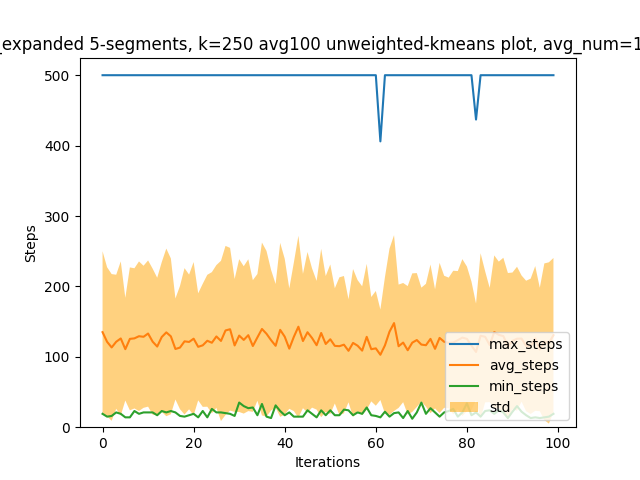 _expanded 5-segments, k=250 avg100 unweighted-kmeans plot, avg_num=1
500
400
300
200
100
0
Steps
0 20 40 60 80 100
Iterations
max_steps
avg_steps
min_steps
std